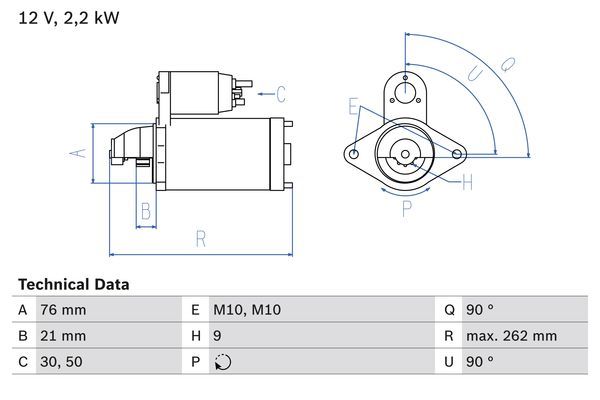 12 V, 2,2 kW
A
B
C
R
E
H
P
U
Q
Technical Data
A 76 mm E M10, M10 Q 90 °
B 21 mm H 9 R max. 262 mm
C 30, 50 P U 90 °